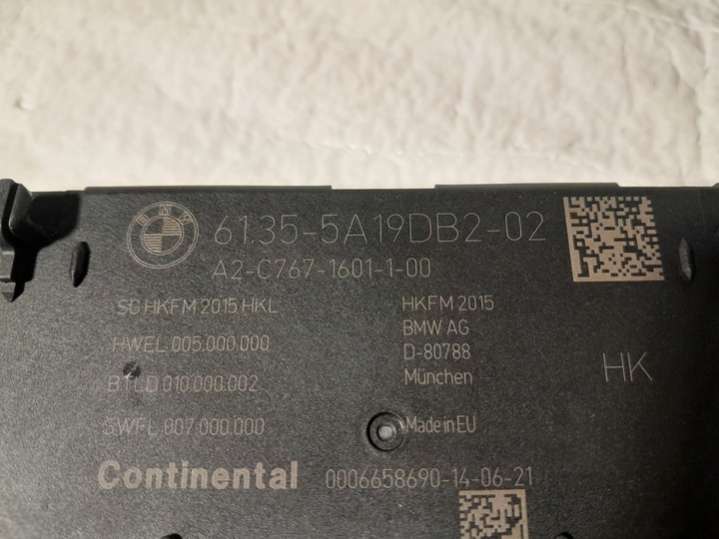 BMW
61.35-5A19DB2-02
A2-C767-1601-1-00
SG HKFM 2015 HKL
HWEL.005.000.000
BTLD.010.000.002
SWFL.007.000.000
HKFM 2015
BMW AG
D-80788
München
Made in EU
HK
Continental
0006658690-14-06-21